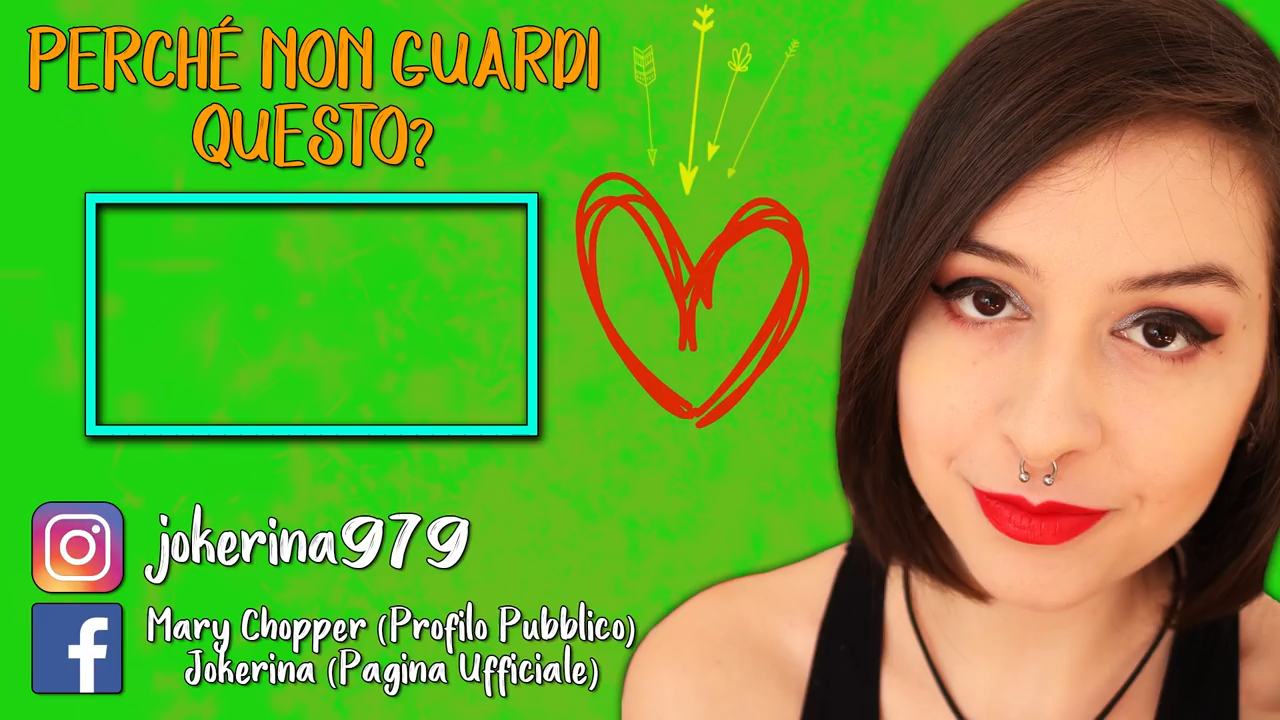 PERCHÉ NON GUARDI
QUESTO?
jokerina979
Mary Chopper (Profilo Pubblico)
Jokerina (Pagina Ufficiale)